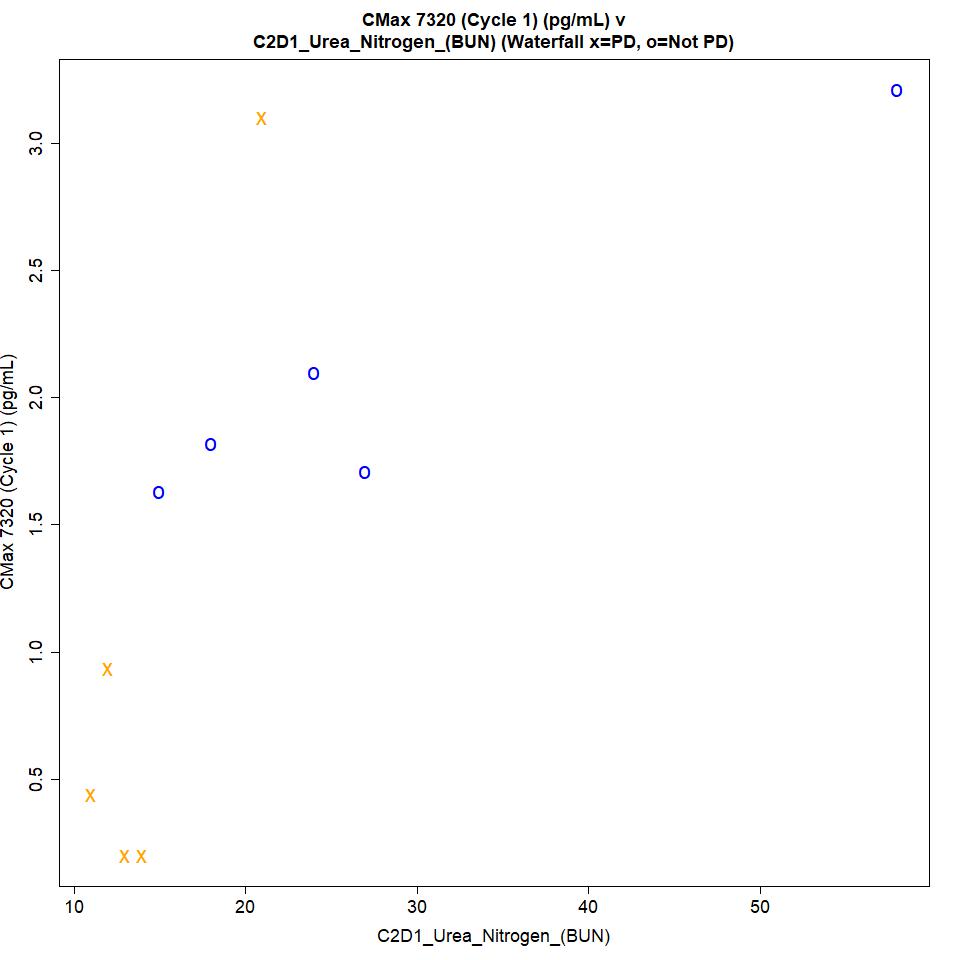 CMax 7320 (Cycle 1) (pg/mL) v
C2D1_Urea_Nitrogen_(BUN) (Waterfall x=PD, o=Not PD)
CMax 7320 (Cycle 1) (pg/mL)
3.0
2.5
2.0
1.5
1.0
0.5
x
o
o
o
o
o
x
x
x x
10 20 30 40 50
C2D1_Urea_Nitrogen_(BUN)